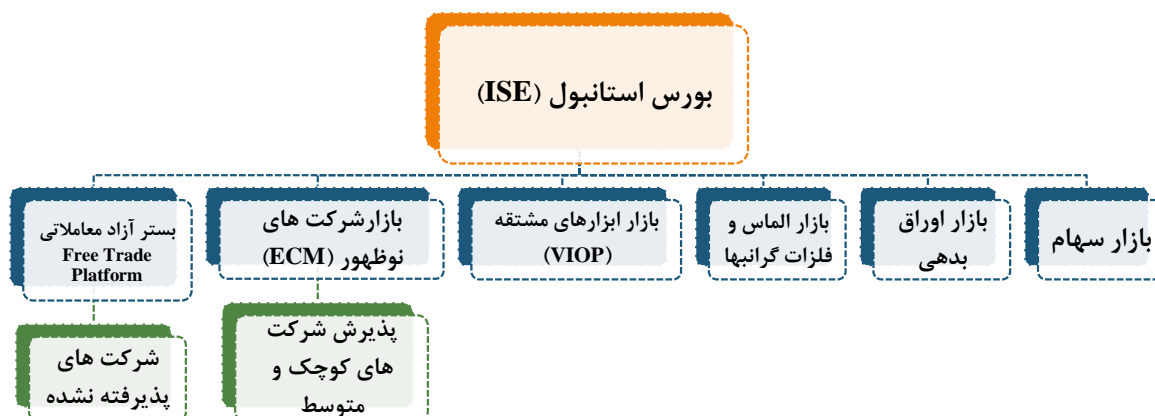 بورس استانبول (ISE)
بازار سهام
بازار اوراق
بدهی
بازار الماس و
فلزات گرانبها
بازار ابزارهای مشتقه
(VIOP)
بازارشرکت های
نوظهور (ECM)
بستر آزاد معاملاتی
Free Trade
Platform
پذیرش شرکت
های کوچک و
متوسط
شرکت های
پذیرفته نشده